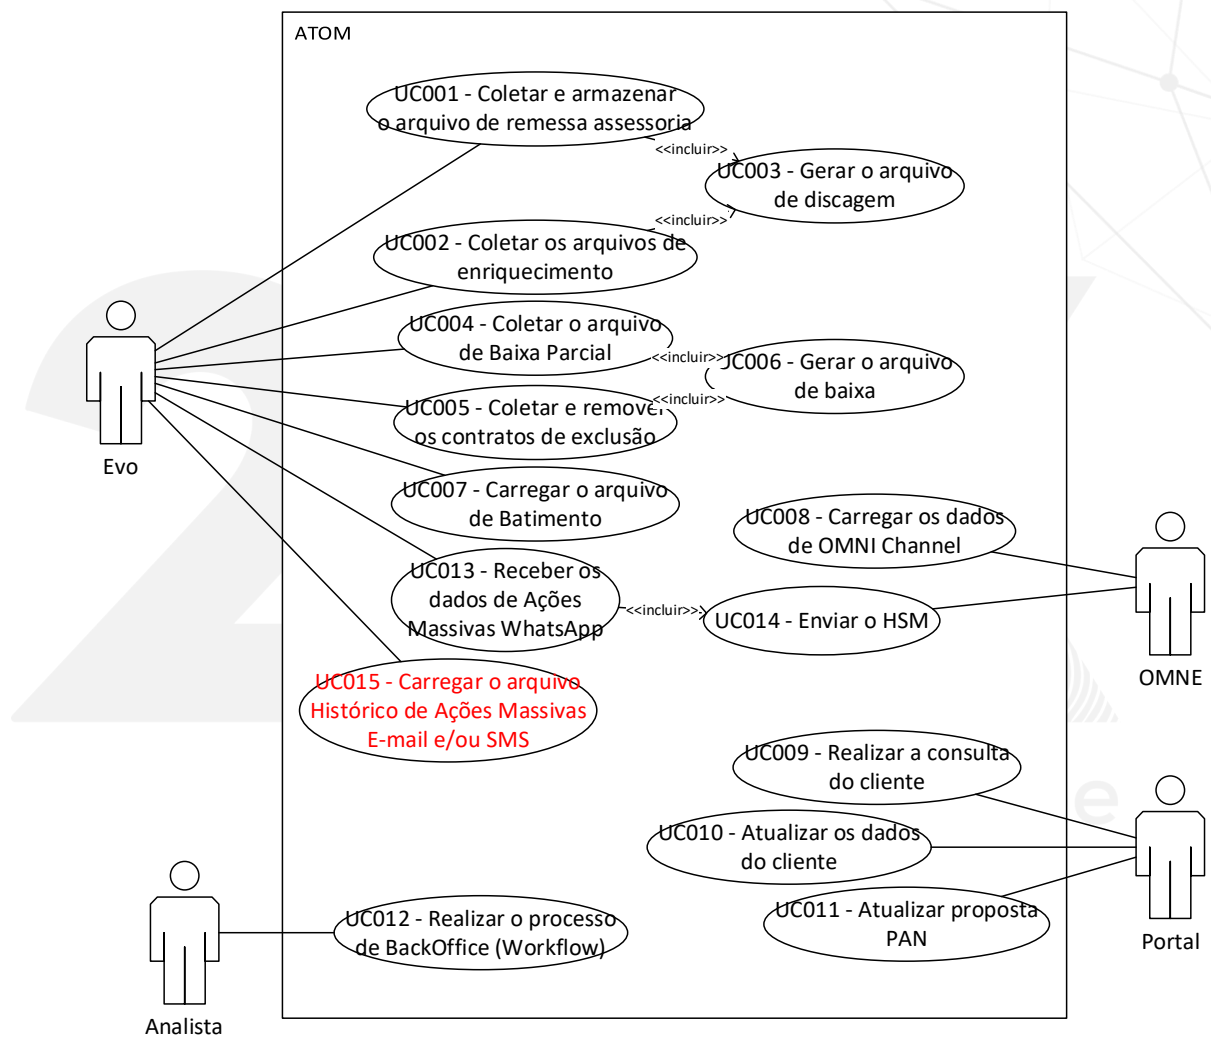 ATOM
UC001 - Coletar e armazenar
o arquivo de remessa assessoria
<<incluir>>
UC003 - Gerar o arquivo
de discagem
<<incluir>>
UC002 - Coletar os arquivos de
enriquecimento
UC004 - Coletar o arquivo
de Baixa Parcial
<<incluir>>
UC006 - Gerar o arquivo
de baixa
<<incluir>>
UC005 - Coletar e remover
os contratos de exclusão
Evo
UC007 - Carregar o arquivo
de Batimento
UC008 - Carregar os dados
de OMNI Channel
UC013 - Receber os
dados de Ações
Massivas WhatsApp
<<incluir>>
UC014 - Enviar o HSM
OMNE
UC015 - Carregar o arquivo
Histórico de Ações Massivas
E-mail e/ou SMS
UC009 - Realizar a consulta
do cliente
UC010 - Atualizar os dados
do cliente
UC011 - Atualizar proposta
PAN
Portal
UC012 - Realizar o processo
de BackOffice (Workflow)
Analista